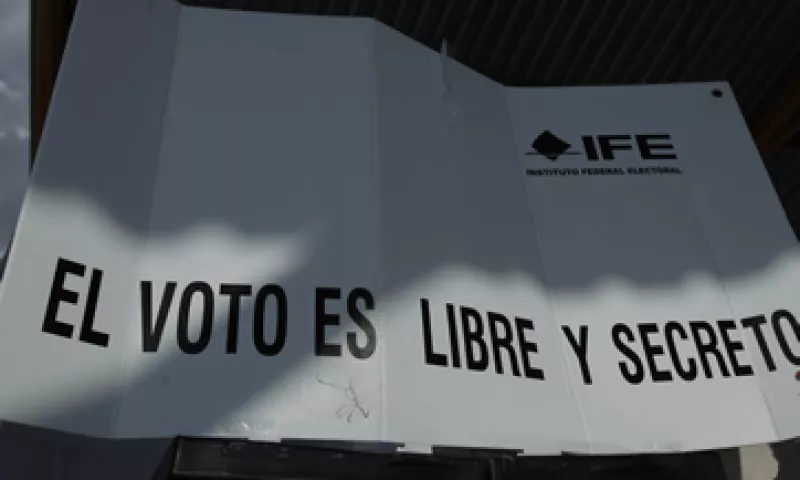 IFE
INSTITUTO FEDERAL ELECTORAL
EL VOTO ES LIBRE Y SECRETO